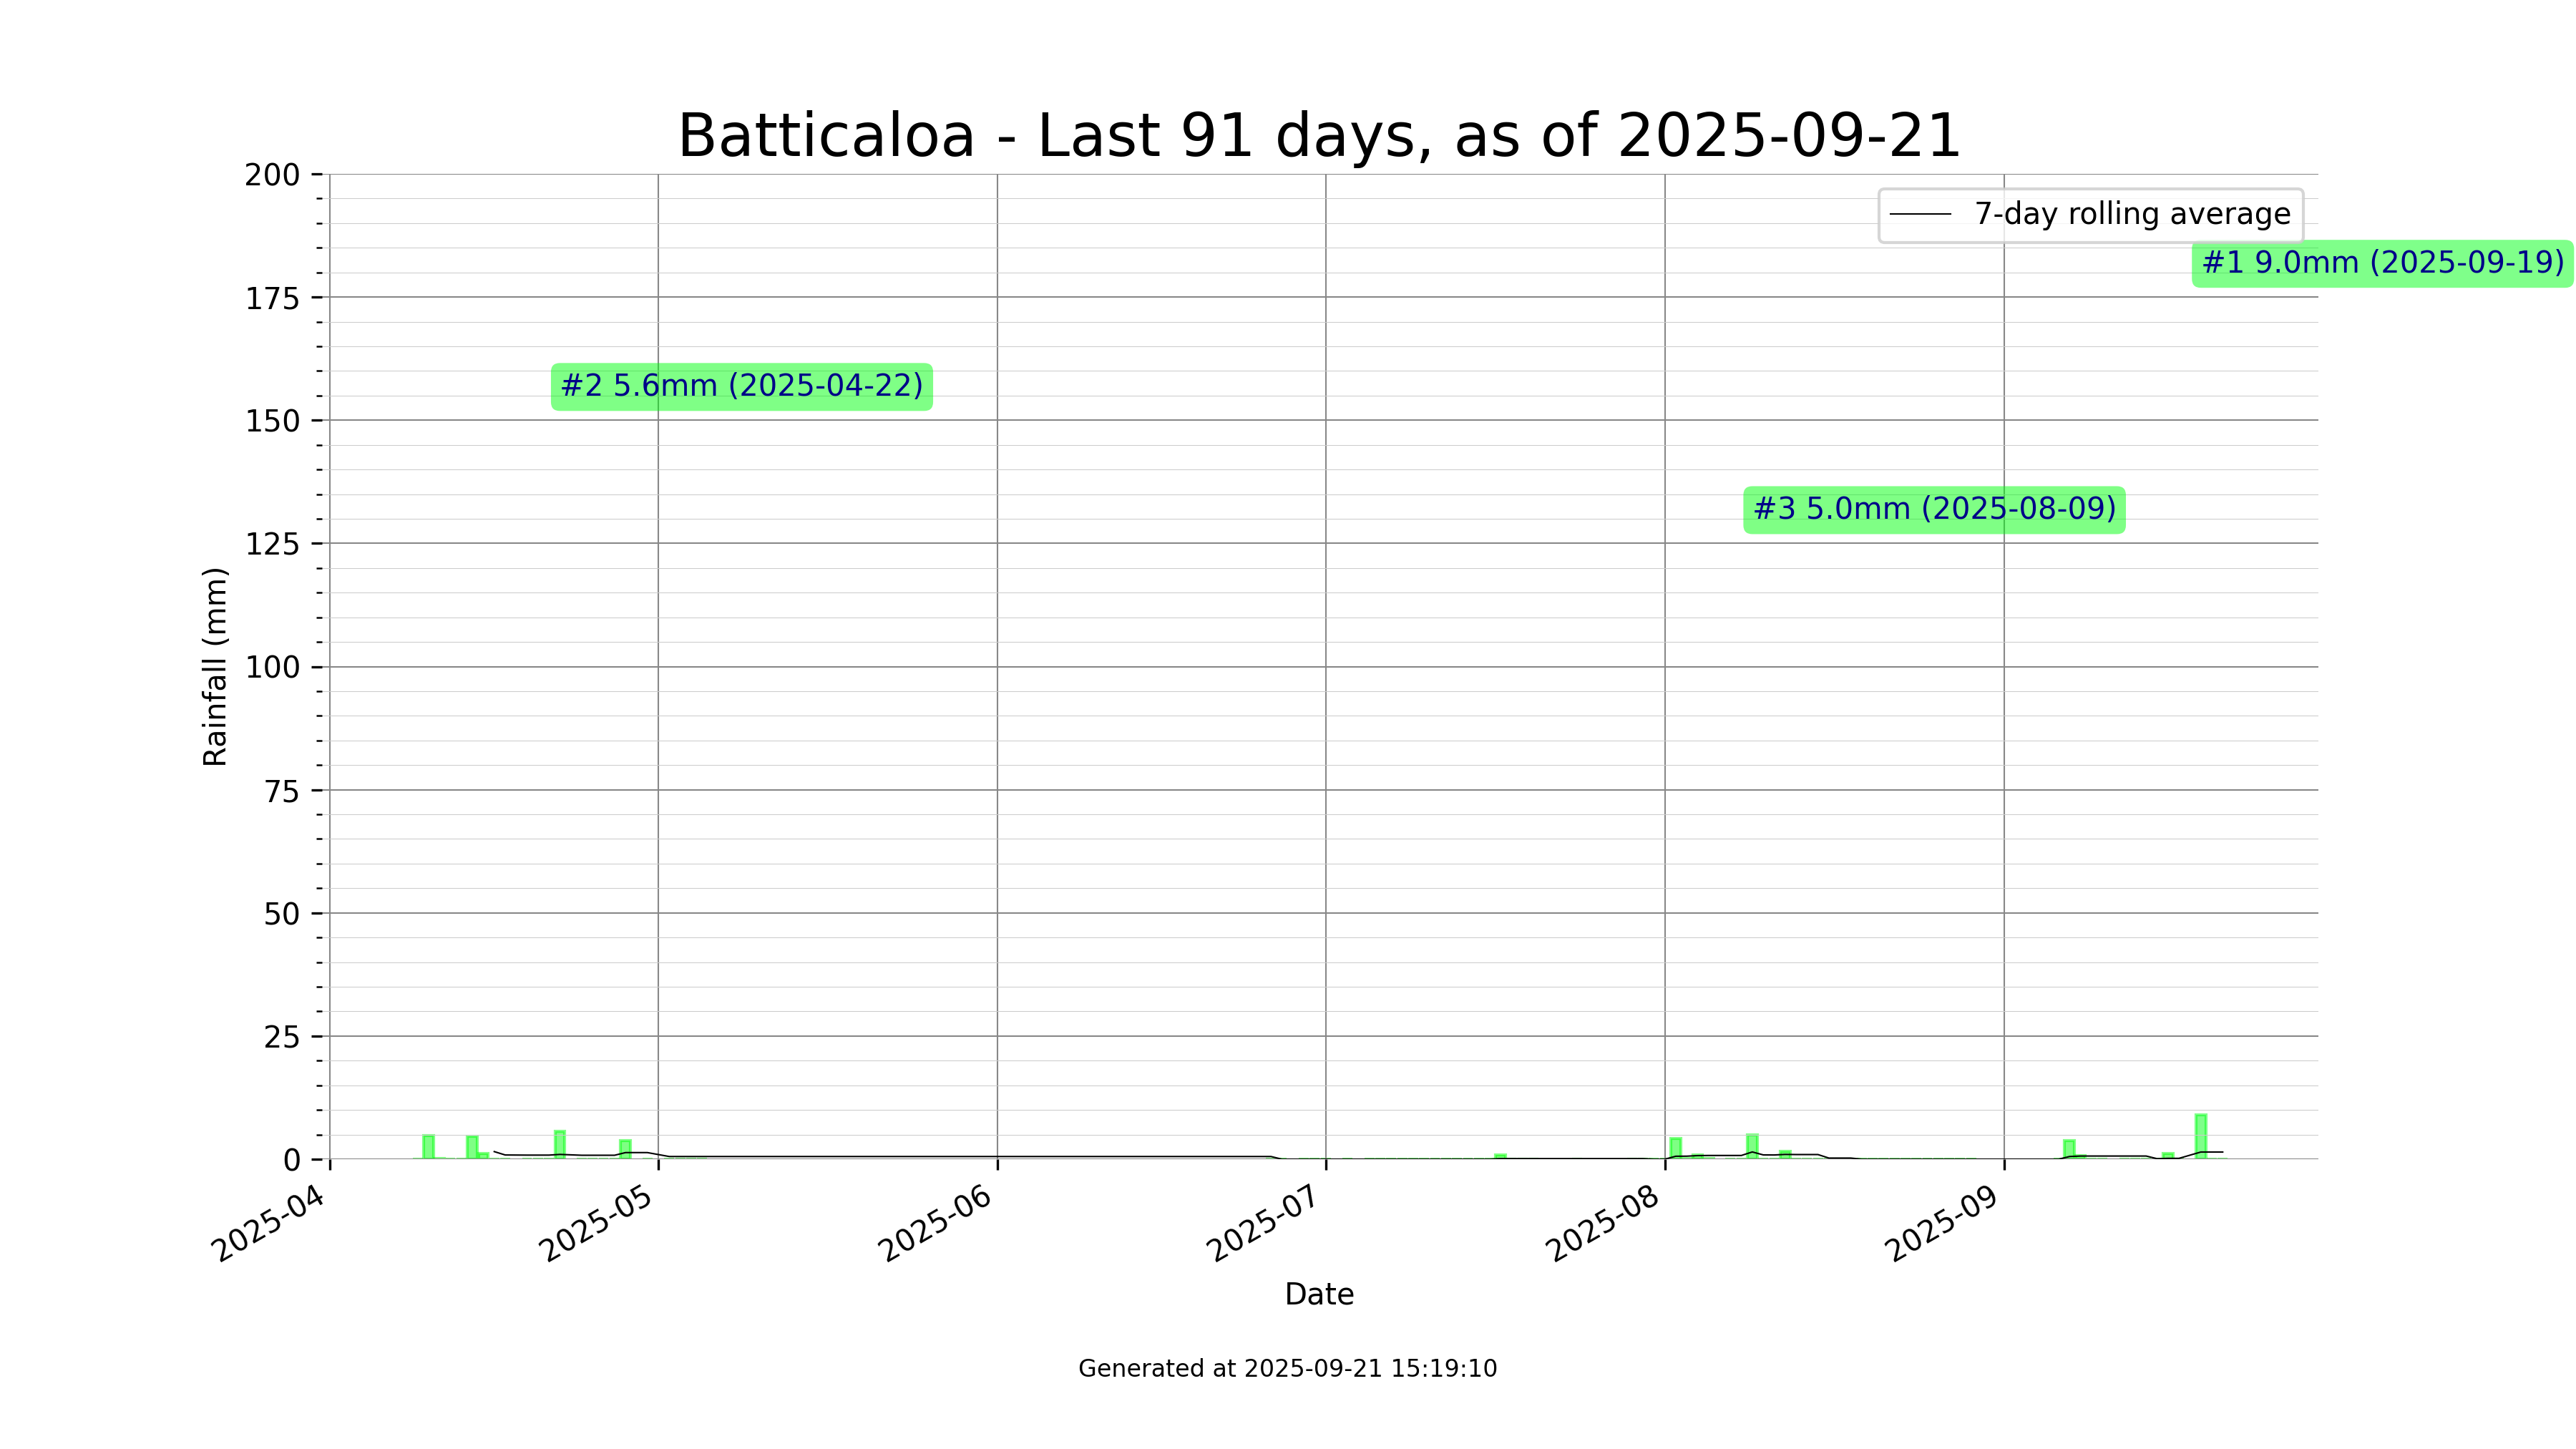 Batticaloa - Last 91 days, as of 2025-09-21
7-day rolling average
#1 9.0mm (2025-09-19)
#2 5.6mm (2025-04-22)
#3 5.0mm (2025-08-09)
Rainfall (mm)
200
175
150
125
100
75
50
25
0
2025-04
2025-05
2025-06
2025-07
2025-08
2025-09
Date
Generated at 2025-09-21 15:19:10